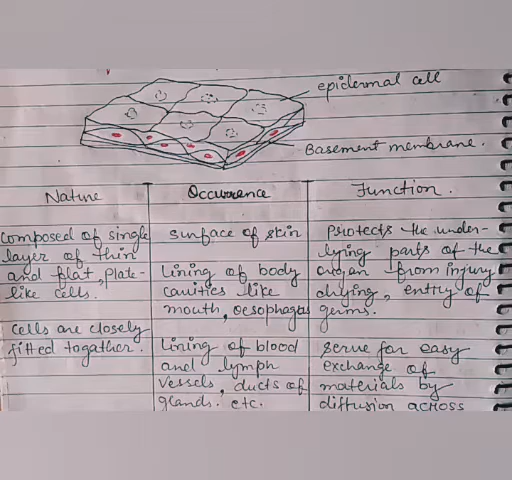 epidermal cell
Basement membrane.
Nature
Occurrence
Function.
composed of single
layer of thin
and flat, plate-
like cells.
cells are closely
fitted togather.
surface of skin
Lining of body
cavities like
mouth, oesophagus
Lining of blood
and lymph
vessels, ducts of
glands. etc.
Protects the under-
lying parts of the
organ from injury
drying, entry of
germs.
serve for easy
exchange of
materials by
diffusion across